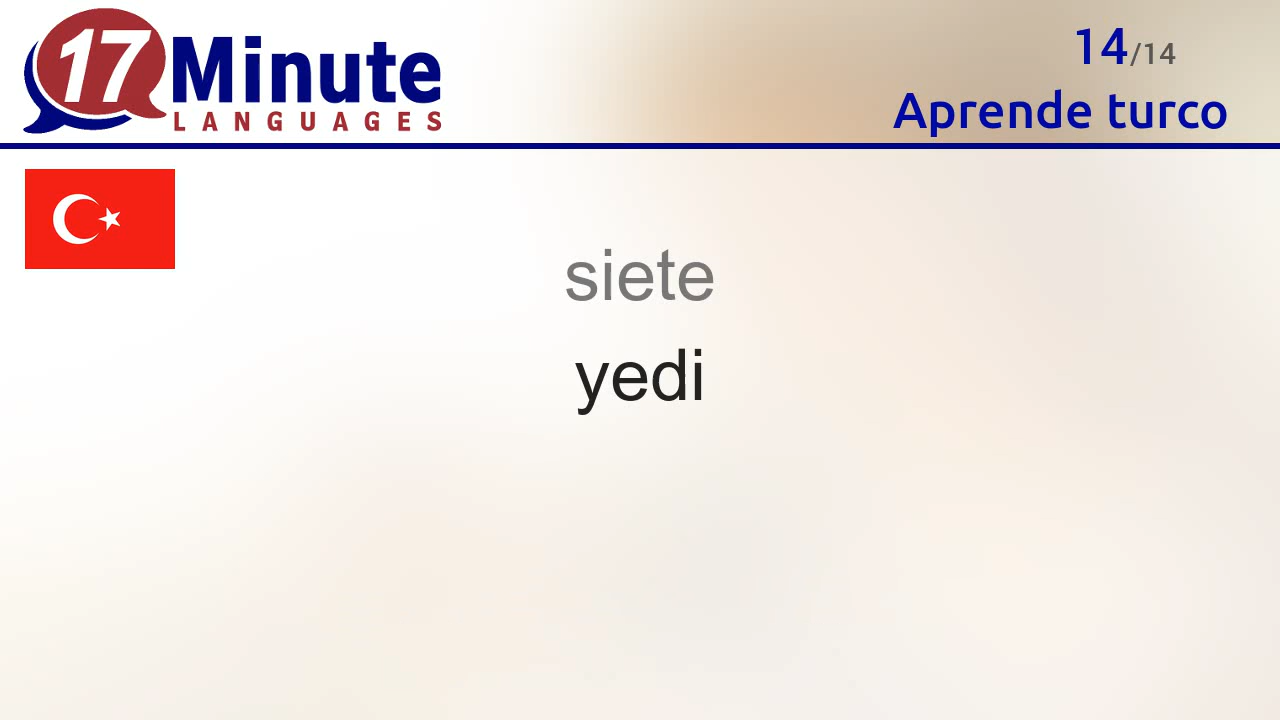 17 Minute
LANGUAGES
14/14
Aprende turco
siete
yedi